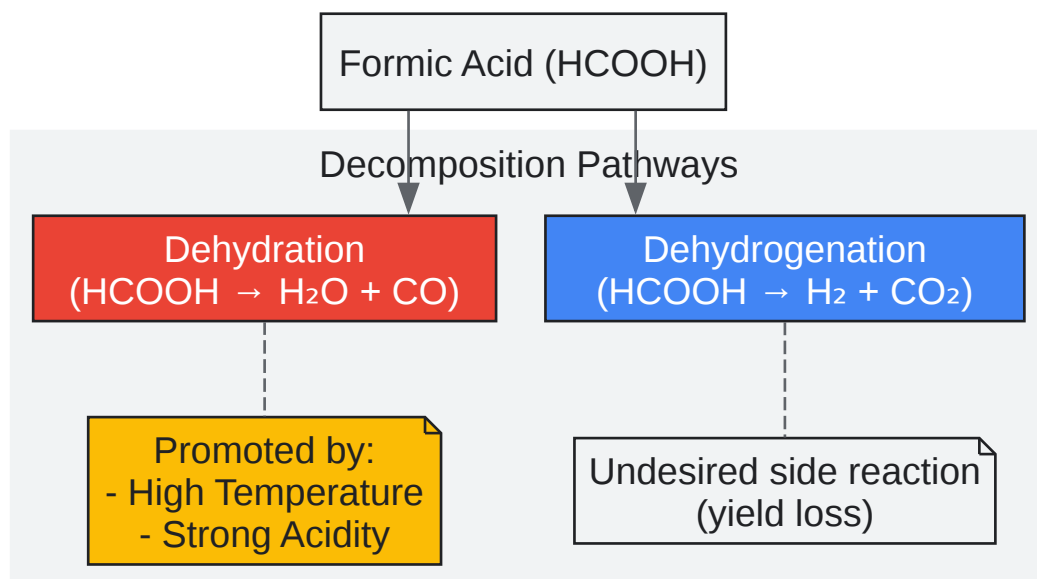 Formic Acid (HCOOH)
Decomposition Pathways
Dehydration
(HCOOH → H₂O + CO)
Dehydrogenation
(HCOOH → H₂ + CO₂)
Promoted by:
- High Temperature
- Strong Acidity
Undesired side reaction
(yield loss)